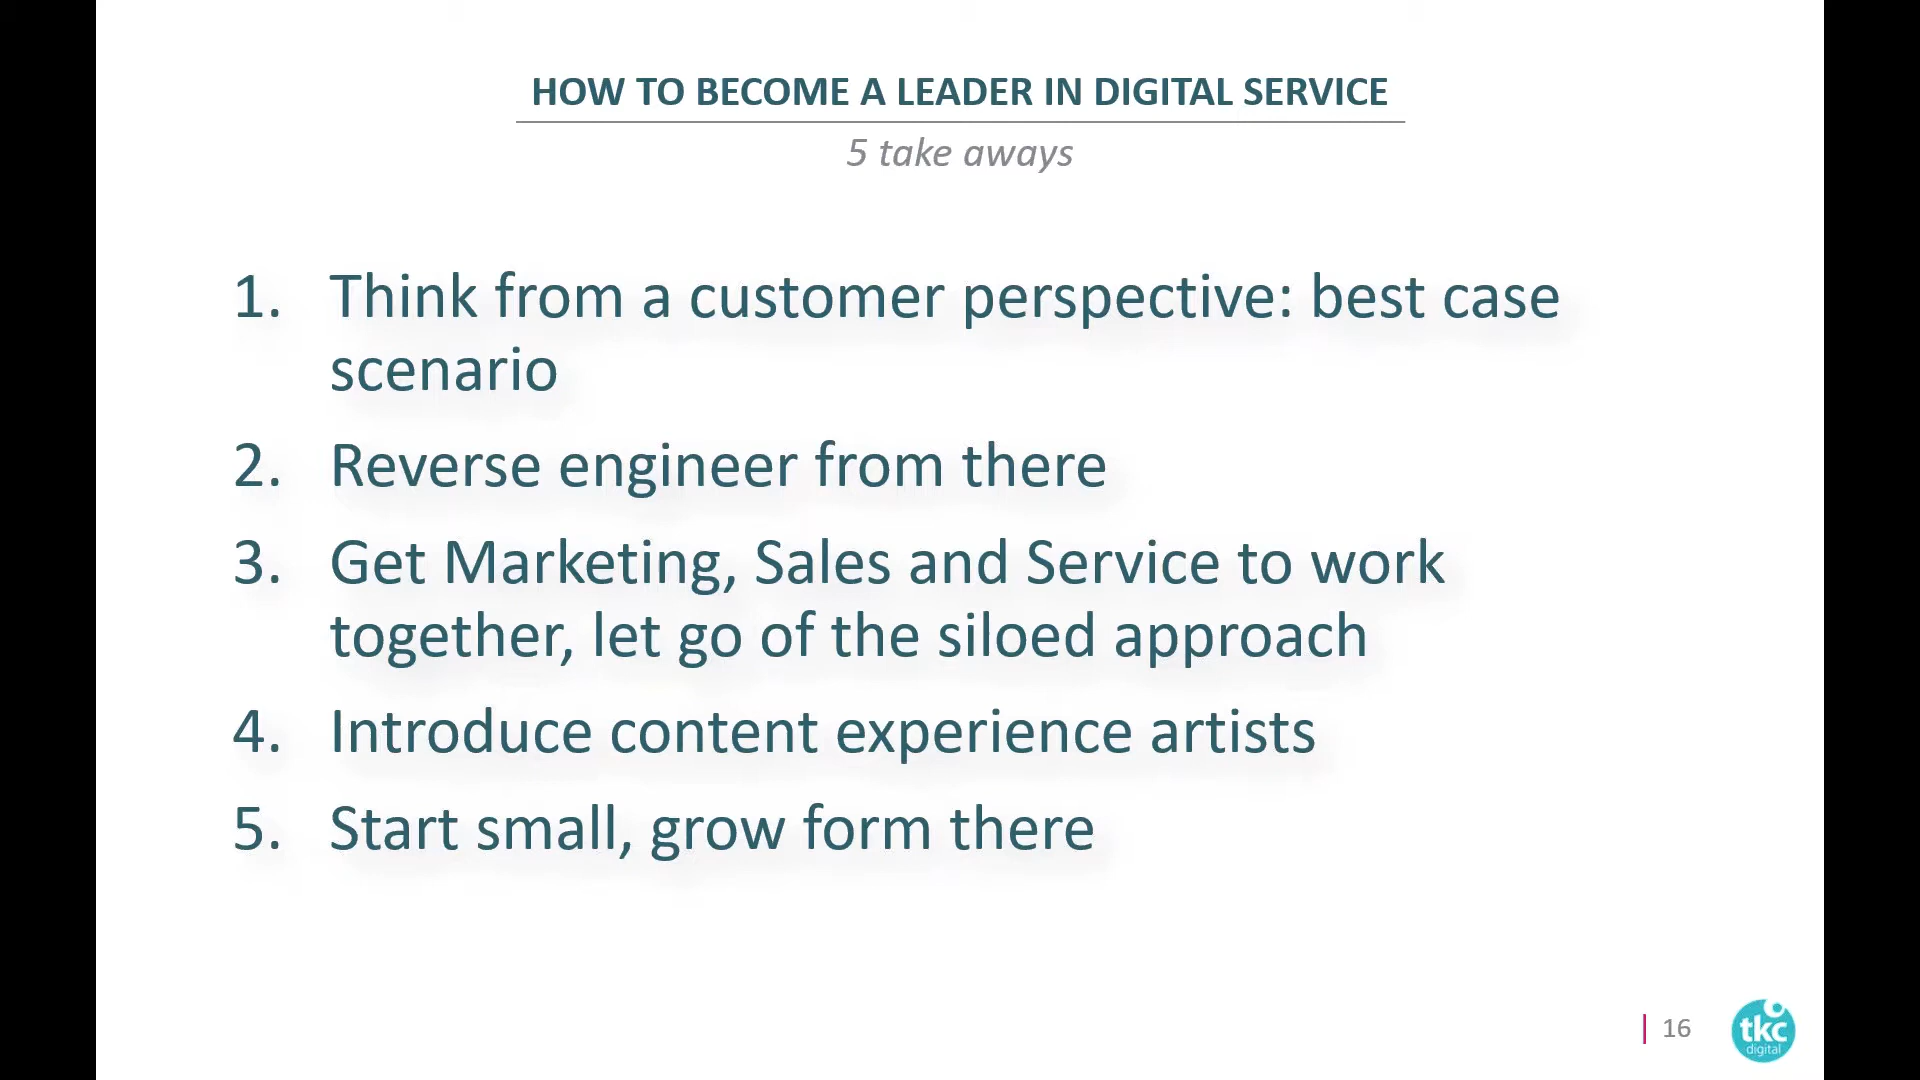 HOW TO BECOME A LEADER IN DIGITAL SERVICE
5 take aways
1. Think from a customer perspective: best case
scenario
2. Reverse engineer from there
3. Get Marketing, Sales and Service to work
together, let go of the siloed approach
4. Introduce content experience artists
5. Start small, grow form there
16
tkc
digital